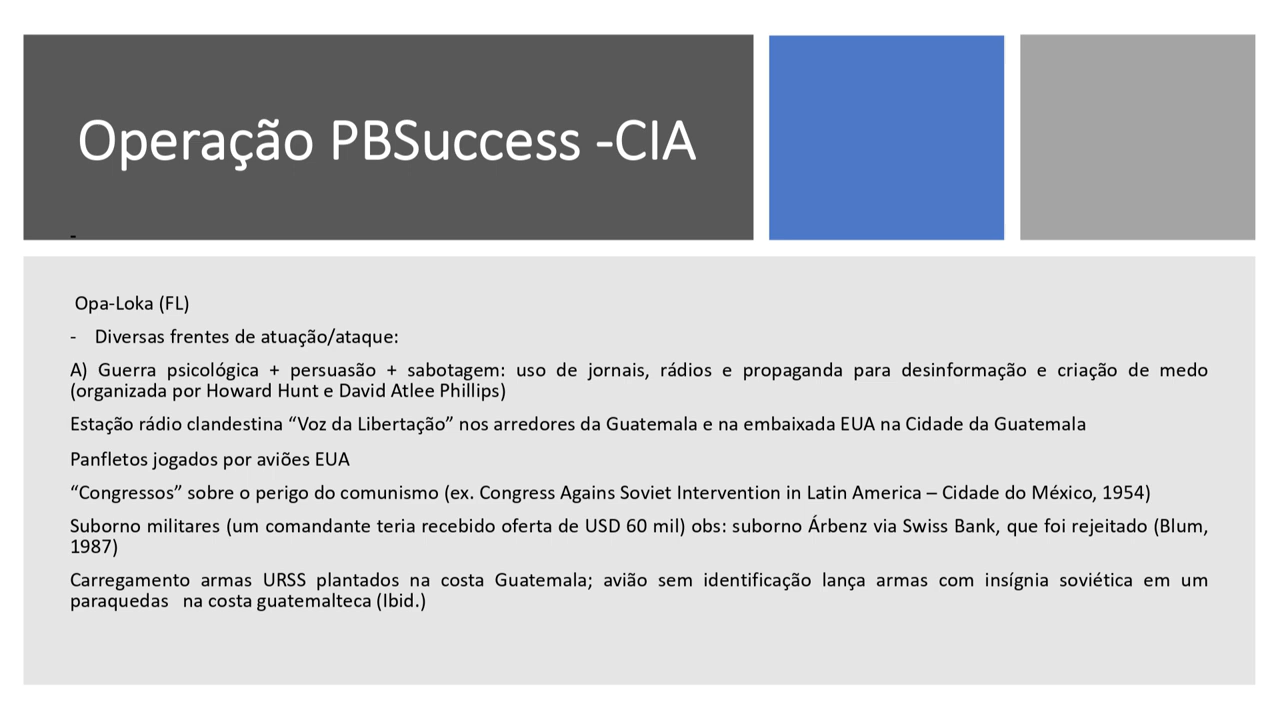 Operação PBSuccess -CIA
-
Opa-Loka (FL)
- Diversas frentes de atuação/ataque:
A) Guerra psicológica + persuasão + sabotagem: uso de jornais, rádios e propaganda para desinformação e criação de medo
(organizada por Howard Hunt e David Atlee Phillips)
Estação rádio clandestina “Voz da Libertação” nos arredores da Guatemala e na embaixada EUA na Cidade da Guatemala
Panfletos jogados por aviões EUA
“Congressos” sobre o perigo do comunismo (ex. Congress Agains Soviet Intervention in Latin America – Cidade do México, 1954)
Suborno militares (um comandante teria recebido oferta de USD 60 mil) obs: suborno Árbenz via Swiss Bank, que foi rejeitado (Blum,
1987)
Carregamento armas URSS plantados na costa Guatemala; avião sem identificação lança armas com insígnia soviética em um
paraquedas na costa guatemalteca (Ibid.)